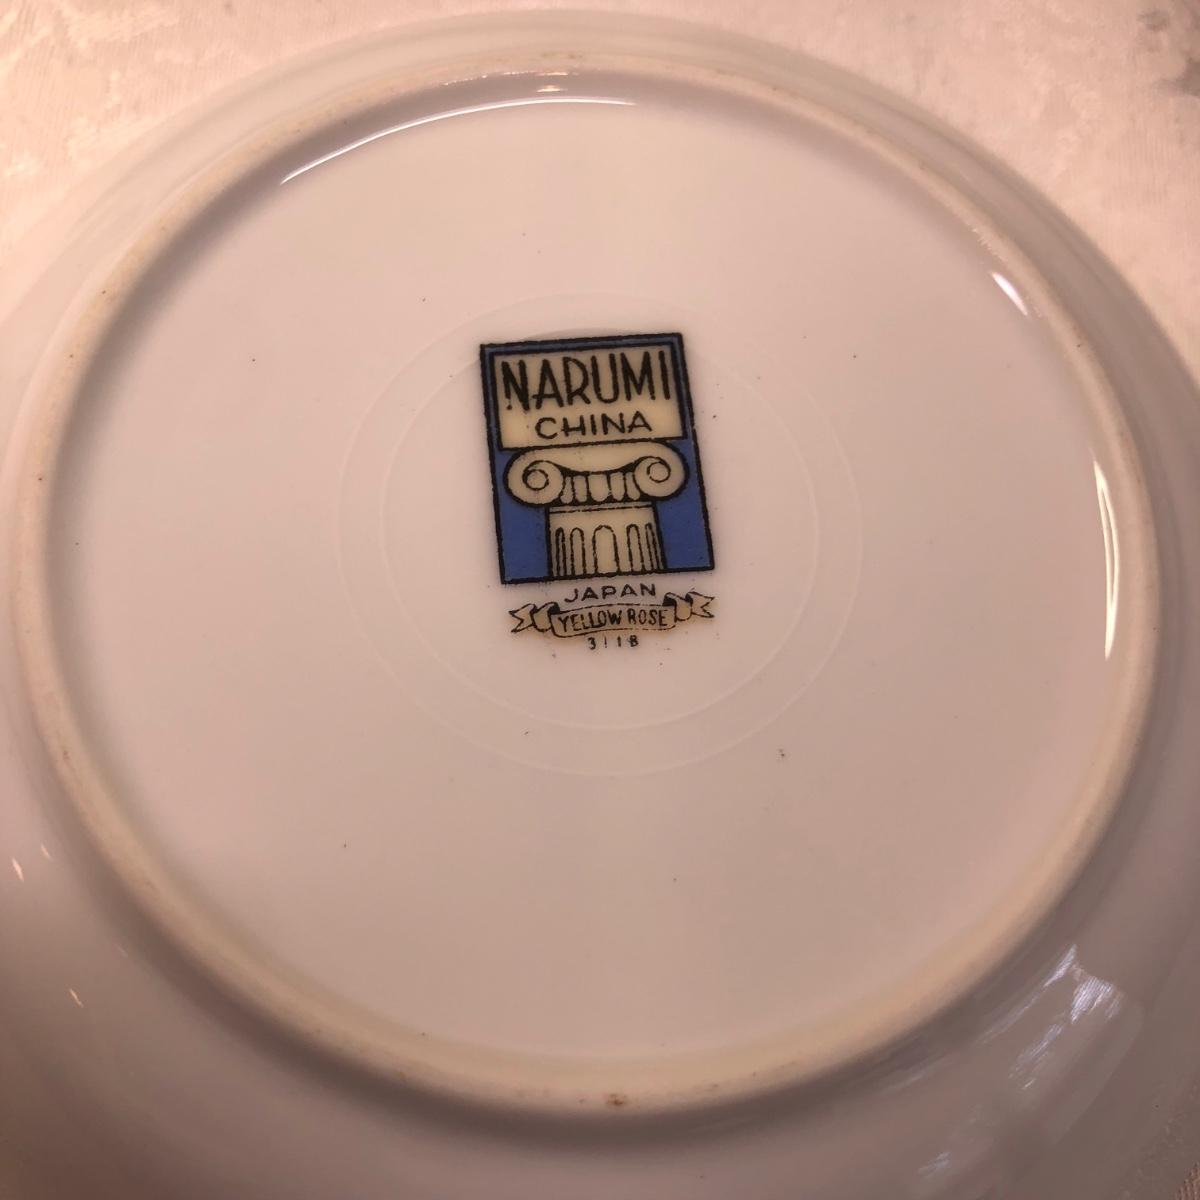 NARUMI
CHINA
JAPAN
YELLOW ROSE
3118